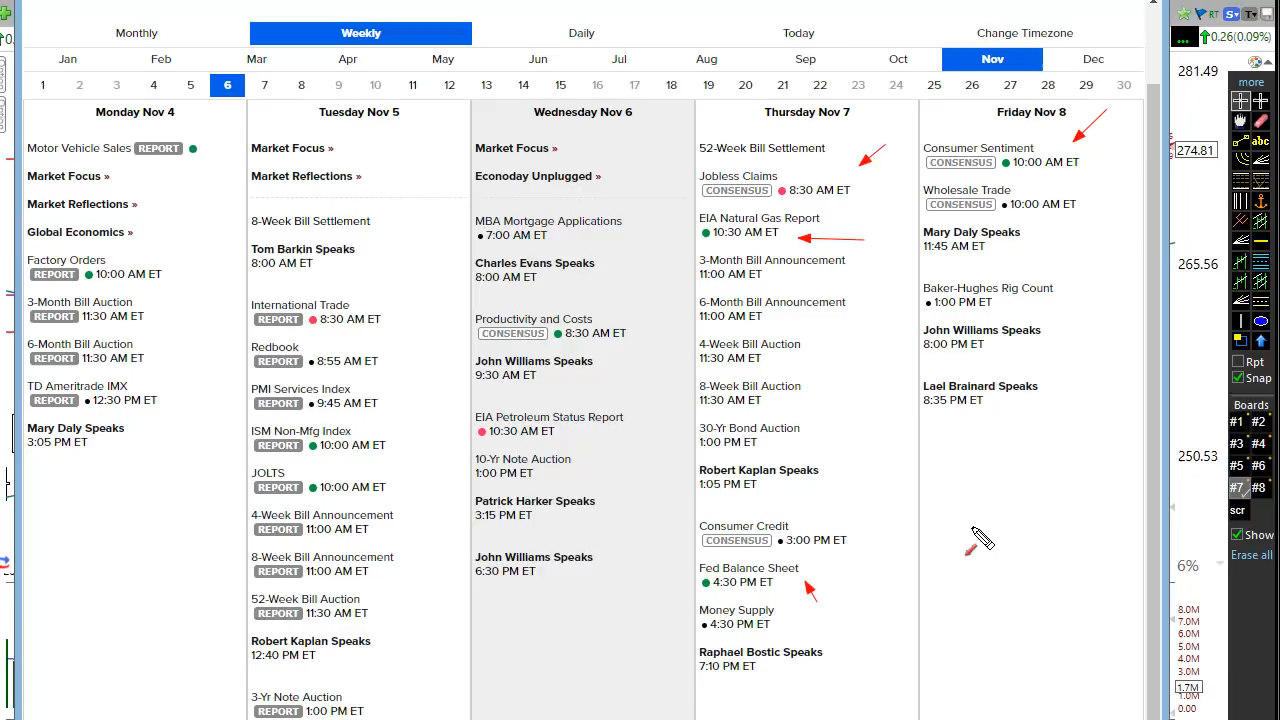 Monthly
Weekly
Daily
Today
Change Timezone
Jan Feb Mar Apr May Jun Jul Aug Sep Oct Nov Dec
1 2 3 4 5 6 7 8 9 10 11 12 13 14 15 16 17 18 19 20 21 22 23 24 25 26 27 28 29 30
Monday Nov 4
Motor Vehicle Sales REPORT
Market Focus »
Market Reflections »
Global Economics »
Factory Orders
REPORT 10:00 AM ET
3-Month Bill Auction
REPORT 11:30 AM ET
6-Month Bill Auction
REPORT 11:30 AM ET
TD Ameritrade IMX
REPORT 12:30 PM ET
Mary Daly Speaks
3:05 PM ET
Tuesday Nov 5
Market Focus »
Market Reflections »
8-Week Bill Settlement
Tom Barkin Speaks
8:00 AM ET
International Trade
REPORT 8:30 AM ET
Redbook
REPORT 8:55 AM ET
PMI Services Index
REPORT 9:45 AM ET
ISM Non-Mfg Index
REPORT 10:00 AM ET
JOLTS
REPORT 10:00 AM ET
4-Week Bill Announcement
REPORT 11:00 AM ET
8-Week Bill Announcement
REPORT 11:00 AM ET
52-Week Bill Auction
REPORT 11:30 AM ET
Robert Kaplan Speaks
12:40 PM ET
3-Yr Note Auction
REPORT 1:00 PM ET
Wednesday Nov 6
Market Focus »
Econoday Unplugged »
MBA Mortgage Applications
7:00 AM ET
Charles Evans Speaks
8:00 AM ET
Productivity and Costs
CONSENSUS 8:30 AM ET
John Williams Speaks
9:30 AM ET
EIA Petroleum Status Report
10:30 AM ET
10-Yr Note Auction
1:00 PM ET
Patrick Harker Speaks
3:15 PM ET
John Williams Speaks
6:30 PM ET
Thursday Nov 7
52-Week Bill Settlement
Jobless Claims
CONSENSUS 8:30 AM ET
EIA Natural Gas Report
10:30 AM ET
3-Month Bill Announcement
11:00 AM ET
6-Month Bill Announcement
11:00 AM ET
4-Week Bill Auction
11:30 AM ET
8-Week Bill Auction
11:30 AM ET
30-Yr Bond Auction
1:00 PM ET
Robert Kaplan Speaks
1:05 PM ET
Consumer Credit
CONSENSUS 3:00 PM ET
Fed Balance Sheet
4:30 PM ET
Money Supply
4:30 PM ET
Raphael Bostic Speaks
7:10 PM ET
Friday Nov 8
Consumer Sentiment
CONSENSUS 10:00 AM ET
Wholesale Trade
CONSENSUS 10:00 AM ET
Mary Daly Speaks
11:45 AM ET
Baker-Hughes Rig Count
1:00 PM ET
John Williams Speaks
8:00 PM ET
Lael Brainard Speaks
8:35 PM ET
RT S T
... 0.26(0.09%)
281.49
274.81
265.56
250.53
6%
8.0M
7.0M
6.0M
5.0M
4.0M
3.0M
1.7M
1.0M
0.00
more
abc
Rpt
Snap
Boards
#1 #2
#3 #4
#5 #6
#7 #8
scr
Show
Erase all